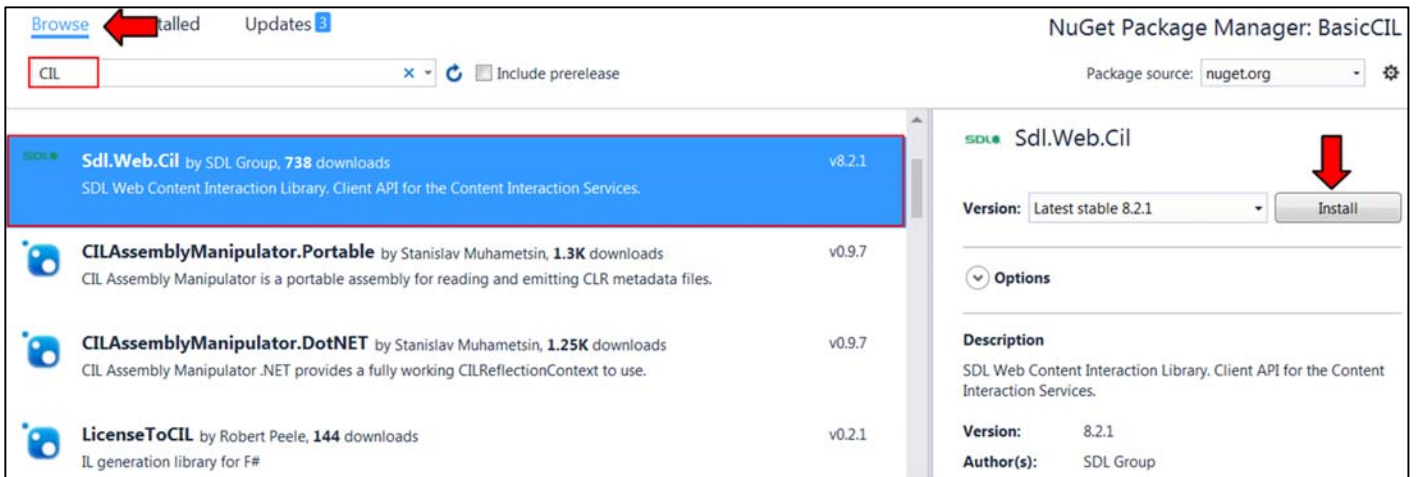 Browse talled Updates 3
NuGet Package Manager: BasicCIL
CIL Include prerelease
Package source: nuget.org
SDL Sdl.Web.Cil by SDL Group, 738 downloads v8.2.1
SDL Web Content Interaction Library. Client API for the Content Interaction Services.
CILAssemblyManipulator.Portable by Stanislav Muhametsin, 1.3K downloads v0.9.7
CIL Assembly Manipulator is a portable assembly for reading and emitting CLR metadata files.
CILAssemblyManipulator.DotNET by Stanislav Muhametsin, 1.25K downloads v0.9.7
CIL Assembly Manipulator .NET provides a fully working CILReflectionContext to use.
LicenseToCIL by Robert Peele, 144 downloads v0.2.1
IL generation library for F#
SDL Sdl.Web.Cil
Version: Latest stable 8.2.1 Install
Options
Description
SDL Web Content Interaction Library. Client API for the Content
Interaction Services.
Version: 8.2.1
Author(s): SDL Group